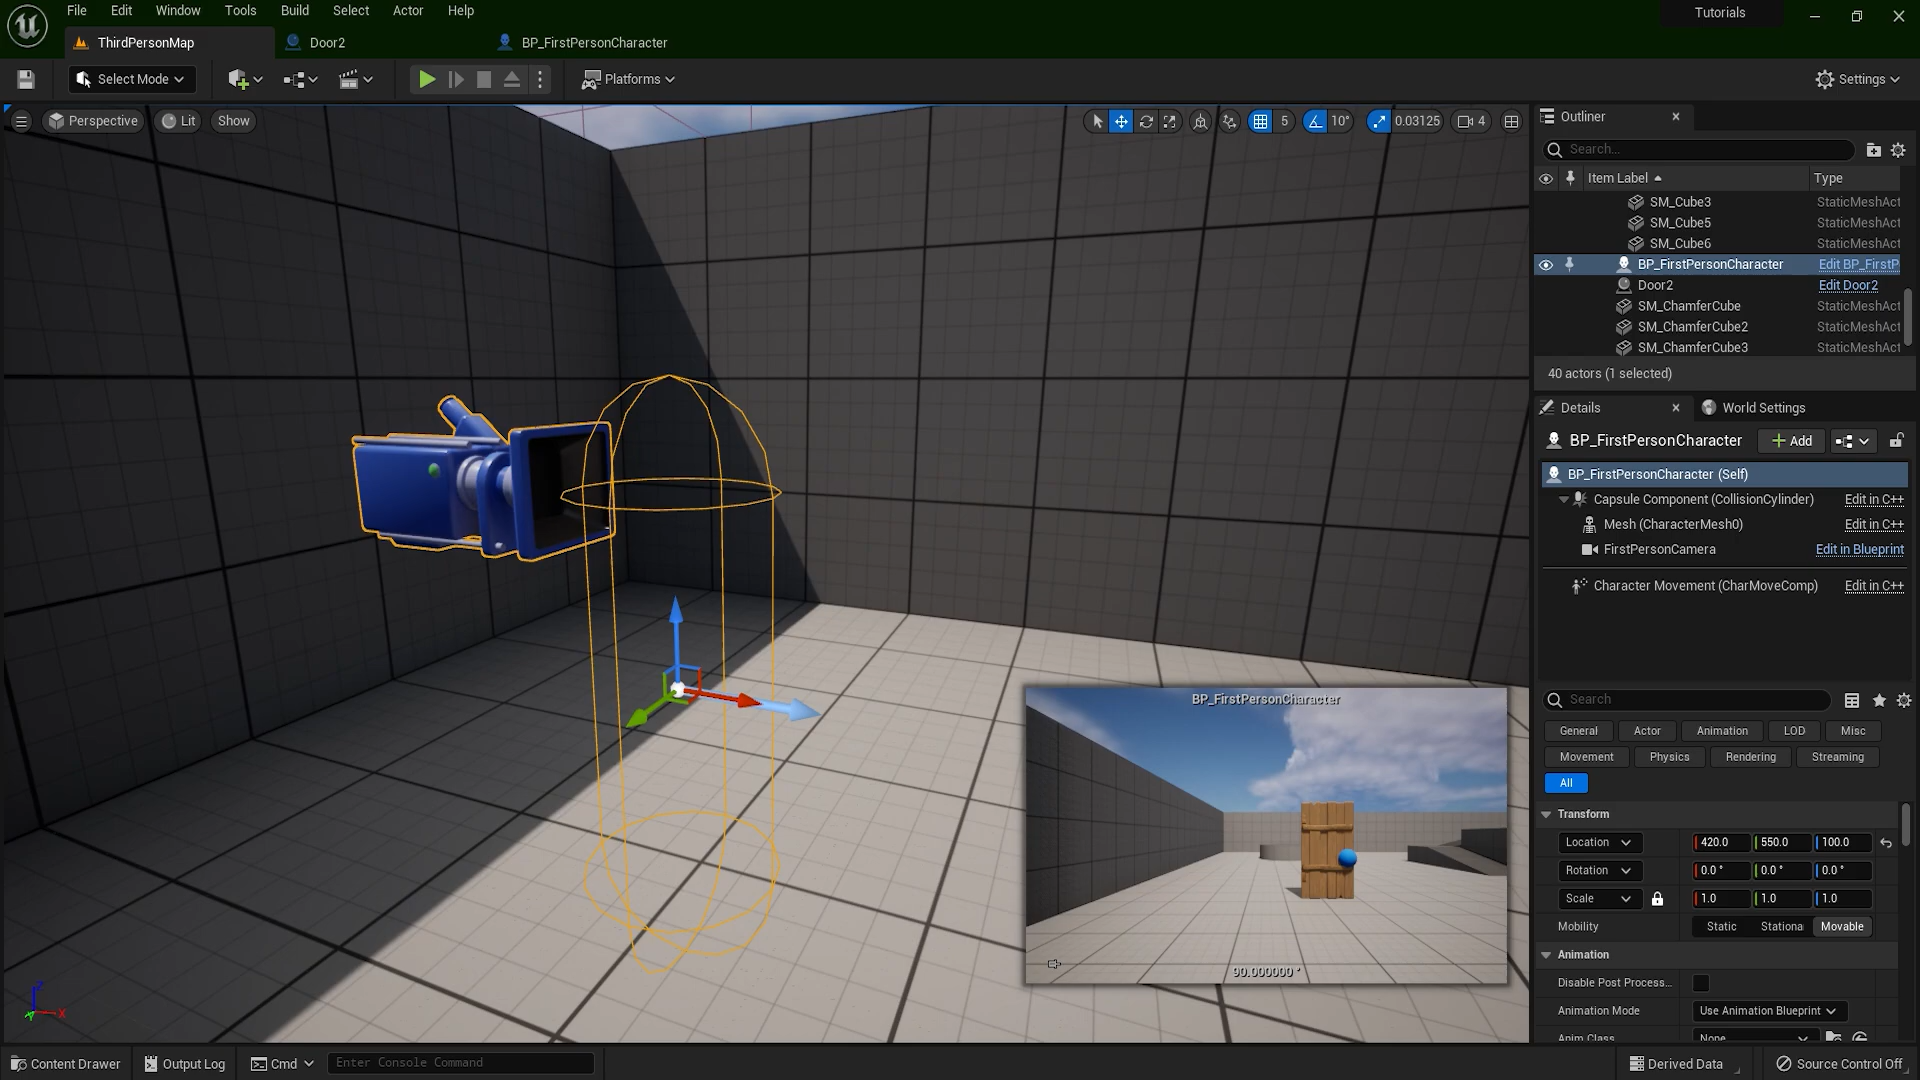 File Edit Window Tools Build Select Actor Help
Tutorials
ThirdPersonMap
Door2
BP_FirstPersonCharacter
Select Mode
Platforms
Settings
Perspective
Lit
Show
5
10°
0.03125
4
Outliner
Search...
Item Label
Type
SM_Cube3 StaticMeshAct
SM_Cube5 StaticMeshAct
SM_Cube6 StaticMeshAct
BP_FirstPersonCharacter Edit BP_FirstP
Door2 Edit Door2
SM_ChamferCube StaticMeshAct
SM_ChamferCube2 StaticMeshAct
SM_ChamferCube3 StaticMeshAct
40 actors (1 selected)
Details
World Settings
BP_FirstPersonCharacter
Add
BP_FirstPersonCharacter (Self)
Capsule Component (CollisionCylinder) Edit in C++
Mesh (CharacterMesh0) Edit in C++
FirstPersonCamera Edit in Blueprint
Character Movement (CharMoveComp) Edit in C++
Search
General Actor Animation LOD Misc
Movement Physics Rendering Streaming
All
Transform
Location 420.0 550.0 100.0
Rotation 0.0° 0.0° 0.0°
Scale 1.0 1.0 1.0
Mobility Static Stationa Movable
Animation
Disable Post Process...
Animation Mode Use Animation Blueprint
Anim Class None
BP_FirstPersonCharacter
90.000000°
Z
X
Y
Content Drawer
Output Log
Cmd
Enter Console Command
Derived Data
Source Control Off